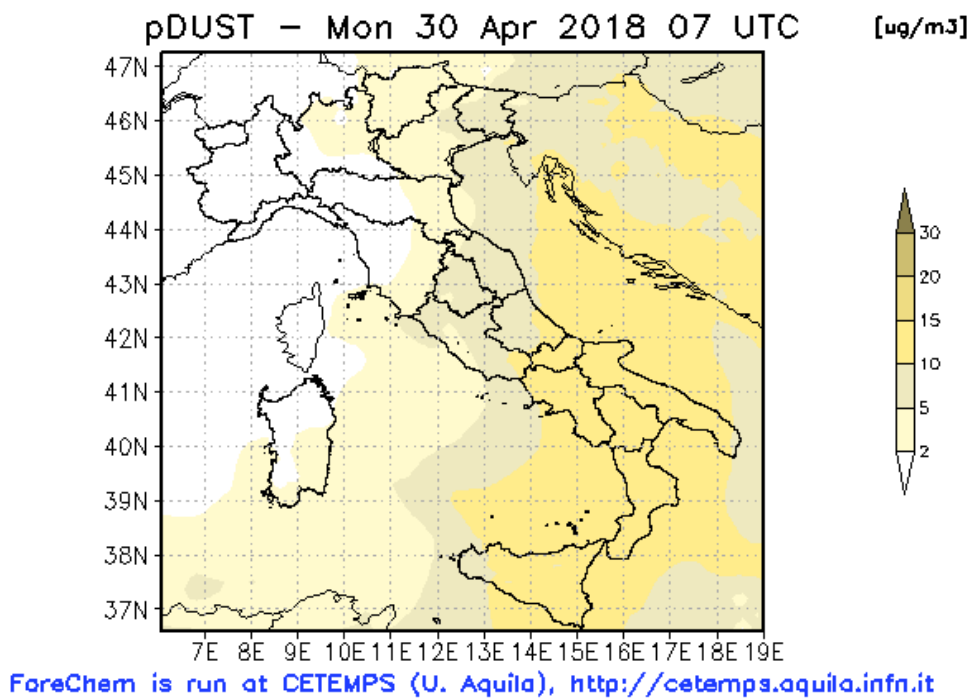 pDUST – Mon 30 Apr 2018 07 UTC
[ug/m3]
47N
46N
45N
44N
43N
42N
41N
40N
39N
38N
37N
30
20
15
10
5
2
7E 8E 9E 10E 11E 12E 13E 14E 15E 16E 17E 18E 19E
ForeChem is run at CETEMPS (U. Aquila), http://cetemps.aquila.infn.it